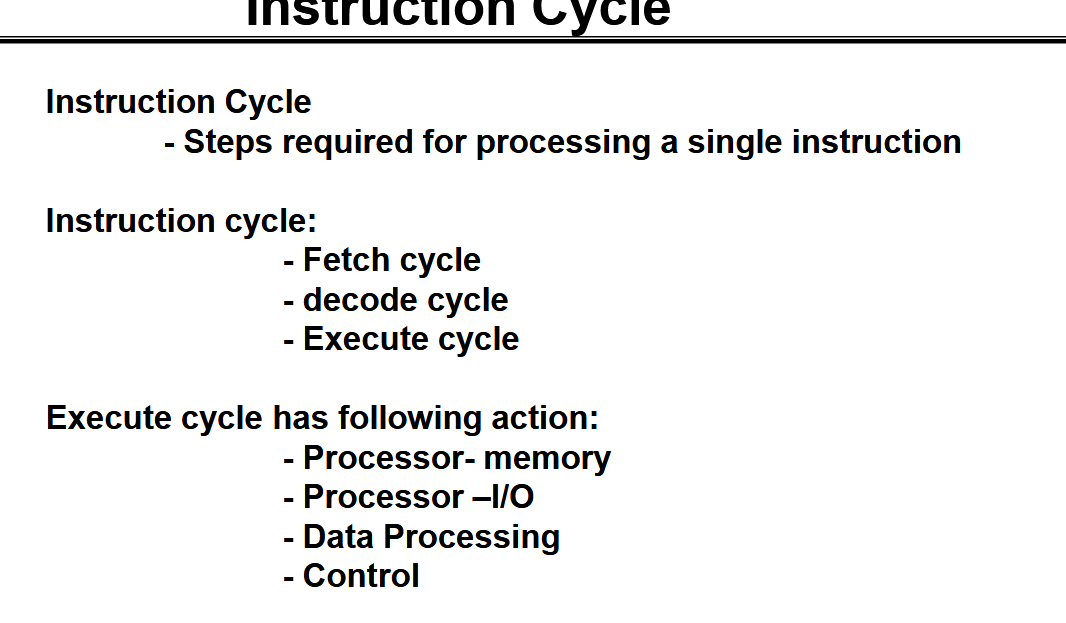 Instruction Cycle
Instruction Cycle
- Steps required for processing a single instruction
Instruction cycle:
- Fetch cycle
- decode cycle
- Execute cycle
Execute cycle has following action:
- Processor- memory
- Processor –I/O
- Data Processing
- Control